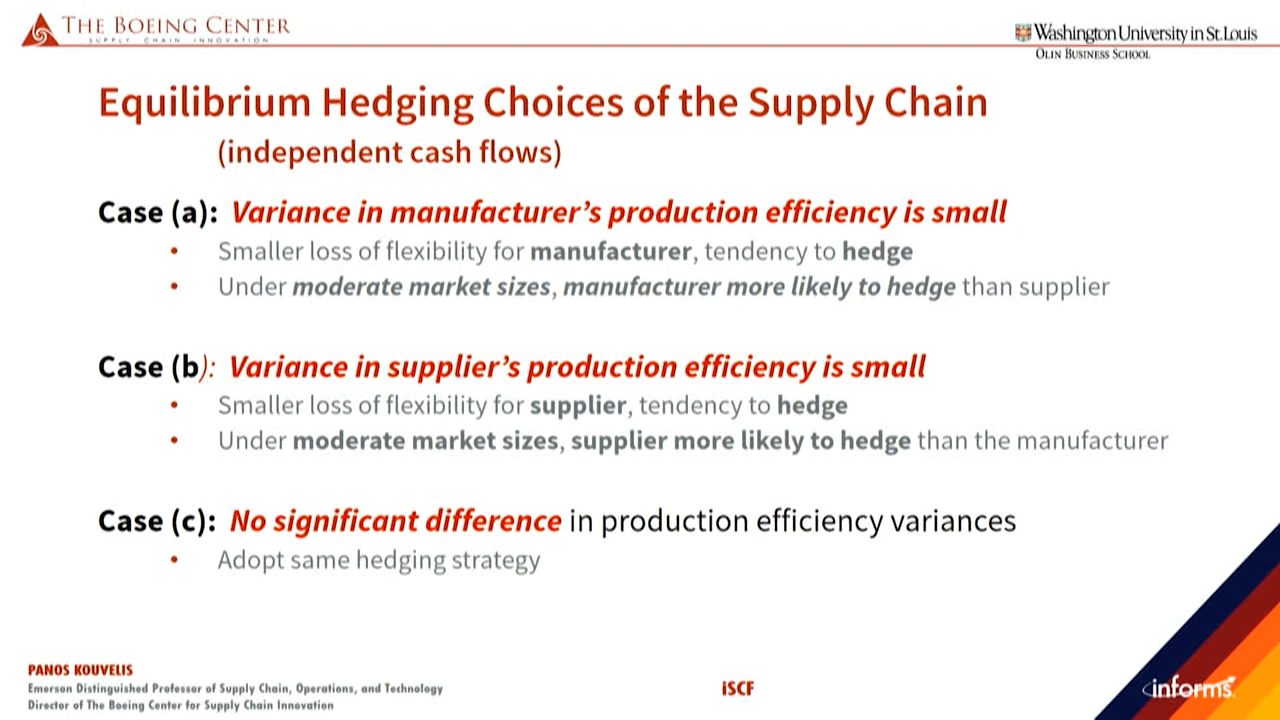 THE BOEING CENTER
SUPPLY CHAIN INNOVATION
Washington University in St. Louis
OLIN BUSINESS SCHOOL
Equilibrium Hedging Choices of the Supply Chain
(independent cash flows)
Case (a): Variance in manufacturer’s production efficiency is small
• Smaller loss of flexibility for manufacturer, tendency to hedge
• Under moderate market sizes, manufacturer more likely to hedge than supplier
Case (b): Variance in supplier’s production efficiency is small
• Smaller loss of flexibility for supplier, tendency to hedge
• Under moderate market sizes, supplier more likely to hedge than the manufacturer
Case (c): No significant difference in production efficiency variances
• Adopt same hedging strategy
PANOS KOUVELIS
Emerson Distinguished Professor of Supply Chain, Operations, and Technology
Director of The Boeing Center for Supply Chain Innovation
iSCF
informs